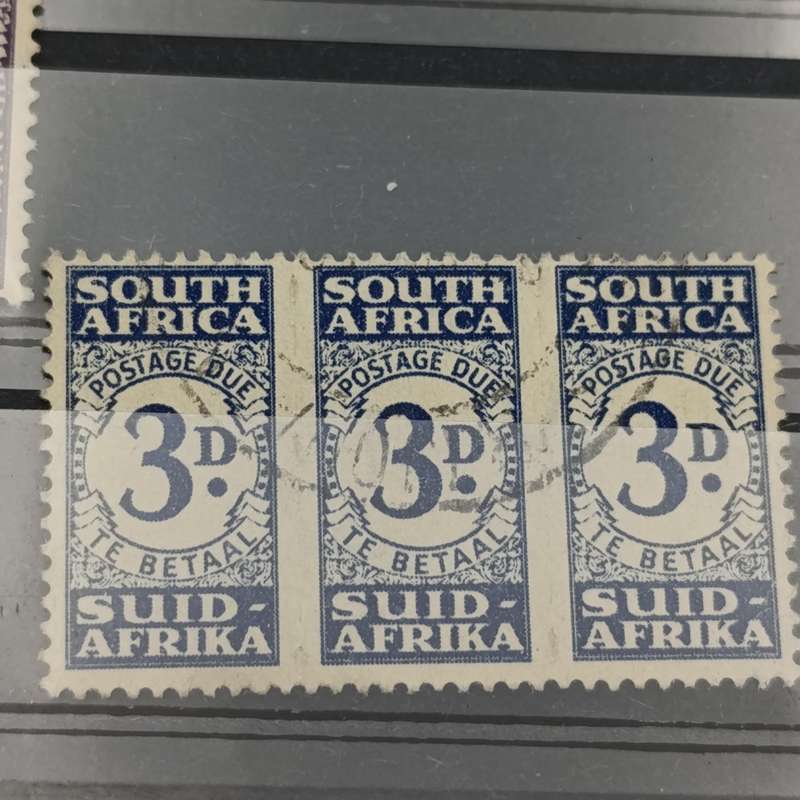 SOUTH
AFRICA
POSTAGE DUE
3D.
TE BETAAL
SUID-
AFRIKA
SOUTH
AFRICA
POSTAGE DUE
3D.
TE BETAAL
SUID-
AFRIKA
SOUTH
AFRICA
POSTAGE DUE
3D.
TE BETAAL
SUID-
AFRIKA